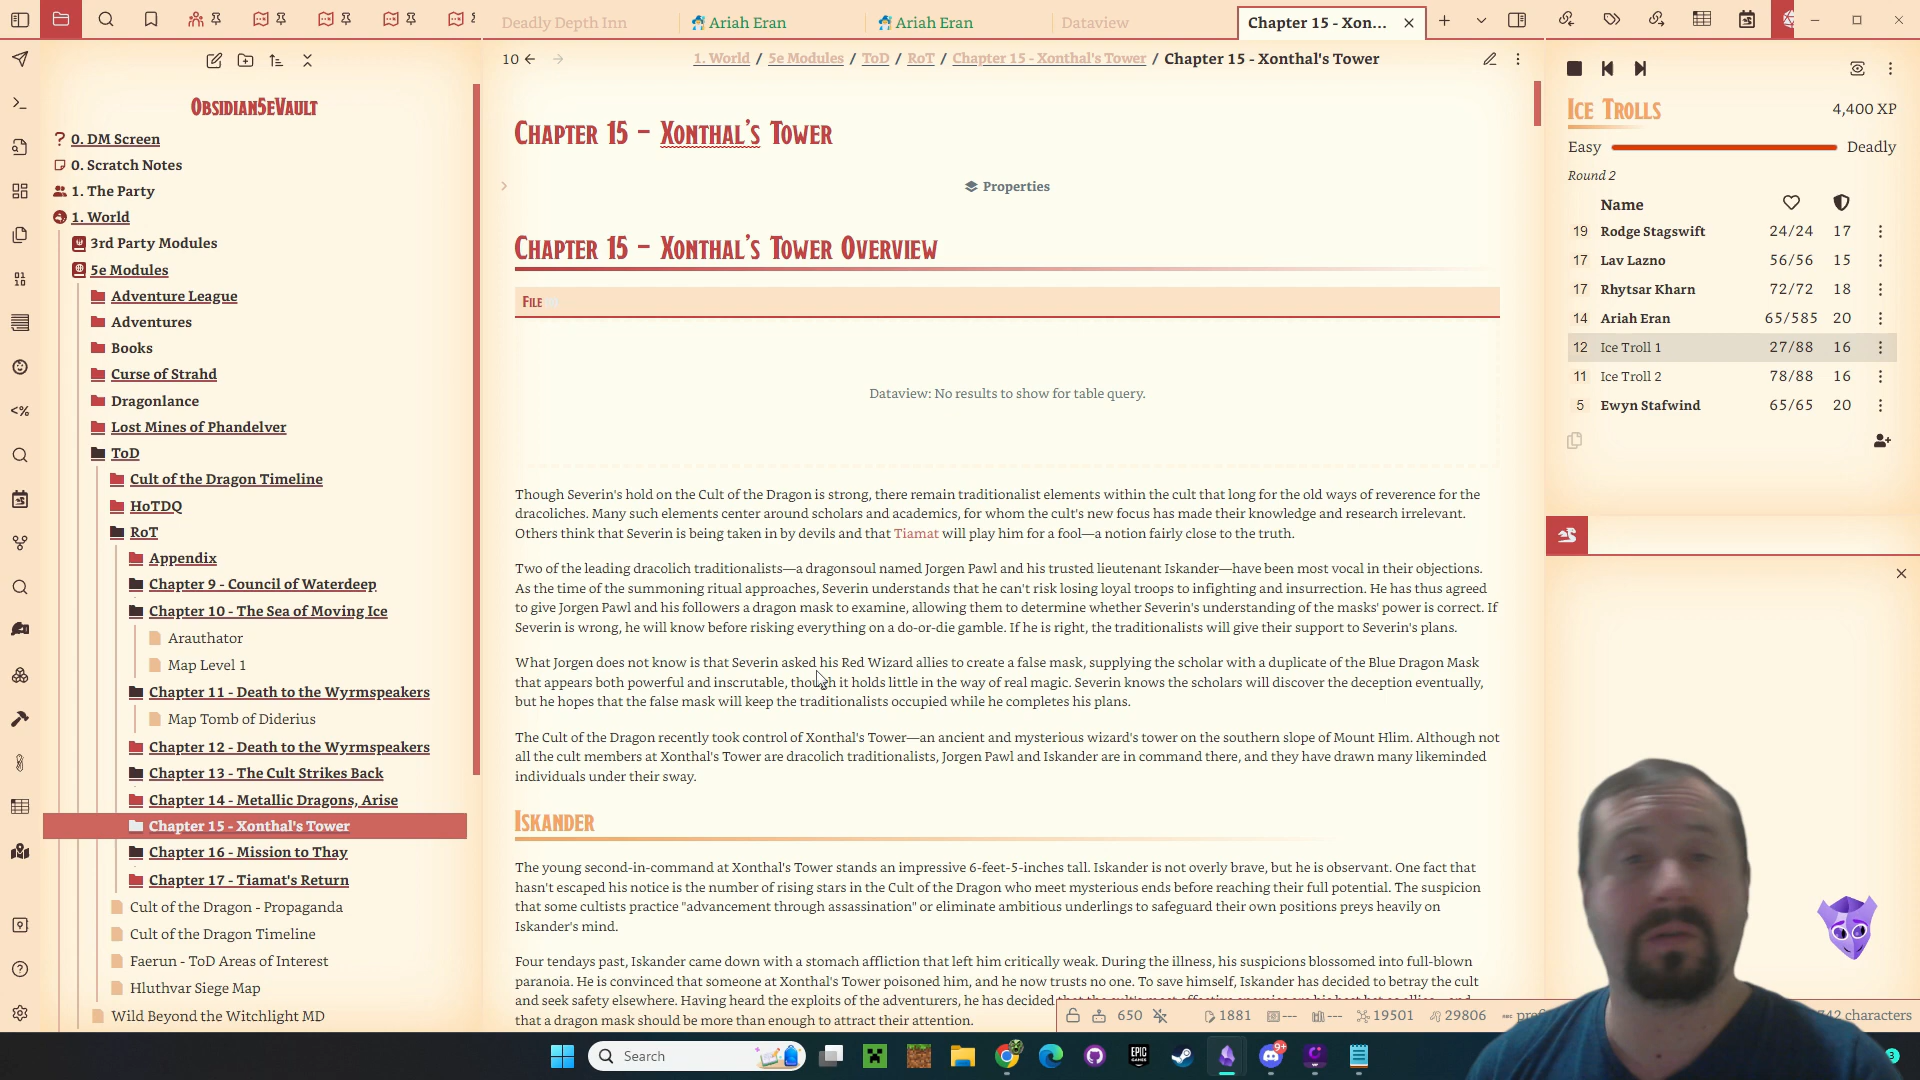 Deadly Depth Inn
Ariah Eran
Ariah Eran
Dataview
Chapter 15 - Xon...
10
1. World / 5e Modules / ToD / RoT / Chapter 15 - Xonthal's Tower / Chapter 15 - Xonthal's Tower
Obsidian5eVault
0. DM Screen
0. Scratch Notes
1. The Party
1. World
3rd Party Modules
5e Modules
Adventure League
Adventures
Books
Curse of Strahd
Dragonlance
Lost Mines of Phandelver
ToD
Cult of the Dragon Timeline
HoTDQ
RoT
Appendix
Chapter 9 - Council of Waterdeep
Chapter 10 - The Sea of Moving Ice
Arauthator
Map Level 1
Chapter 11 - Death to the Wyrmspeakers
Map Tomb of Diderius
Chapter 12 - Death to the Wyrmspeakers
Chapter 13 - The Cult Strikes Back
Chapter 14 - Metallic Dragons, Arise
Chapter 15 - Xonthal's Tower
Chapter 16 - Mission to Thay
Chapter 17 - Tiamat's Return
Cult of the Dragon - Propaganda
Cult of the Dragon Timeline
Faerun - ToD Areas of Interest
Hluthvar Siege Map
Wild Beyond the Witchlight MD
Chapter 15 - Xonthal's Tower
Properties
Chapter 15 - Xonthal's Tower Overview
File
Dataview: No results to show for table query.
Though Severin's hold on the Cult of the Dragon is strong, there remain traditionalist elements within the cult that long for the old ways of reverence for the
dracoliches. Many such elements center around scholars and academics, for whom the cult's new focus has made their knowledge and research irrelevant.
Others think that Severin is being taken in by devils and that Tiamat will play him for a fool—a notion fairly close to the truth.
Two of the leading dracolich traditionalists—a dragonsoul named Jorgen Pawl and his trusted lieutenant Iskander—have been most vocal in their objections.
As the time of the summoning ritual approaches, Severin understands that he can't risk losing loyal troops to infighting and insurrection. He has thus agreed
to give Jorgen Pawl and his followers a dragon mask to examine, allowing them to determine whether Severin's understanding of the masks' power is correct. If
Severin is wrong, he will know before risking everything on a do-or-die gamble. If he is right, the traditionalists will give their support to Severin's plans.
What Jorgen does not know is that Severin asked his Red Wizard allies to create a false mask, supplying the scholar with a duplicate of the Blue Dragon Mask
that appears both powerful and inscrutable, though it holds little in the way of real magic. Severin knows the scholars will discover the deception eventually,
but he hopes that the false mask will keep the traditionalists occupied while he completes his plans.
The Cult of the Dragon recently took control of Xonthal's Tower—an ancient and mysterious wizard's tower on the southern slope of Mount Hlim. Although not
all the cult members at Xonthal's Tower are dracolich traditionalists, Jorgen Pawl and Iskander are in command there, and they have drawn many likeminded
individuals under their sway.
Iskander
The young second-in-command at Xonthal's Tower stands an impressive 6-feet-5-inches tall. Iskander is not overly brave, but he is observant. One fact that
hasn't escaped his notice is the number of rising stars in the Cult of the Dragon who meet mysterious ends before reaching their full potential. The suspicion
that some cultists practice "advancement through assassination" or eliminate ambitious underlings to safeguard their own positions preys heavily on
Iskander's mind.
Four tendays past, Iskander came down with a stomach affliction that left him critically weak. During the illness, his suspicions blossomed into full-blown
paranoia. He is convinced that someone at Xonthal's Tower poisoned him, and he now trusts no one. To save himself, Iskander has decided to betray the cult
and seek safety elsewhere. Having heard the exploits of the adventurers, he has decided
that a dragon mask should be more than enough to attract their attention.
Ice Trolls
4,400 XP
Easy
Deadly
Round 2
Name
19 Rodge Stagswift 24/24 17
17 Lav Lazno 56/56 15
17 Rhytsar Kharn 72/72 18
14 Ariah Eran 65/585 20
12 Ice Troll 1 27/88 16
11 Ice Troll 2 78/88 16
5 Ewyn Stafwind 65/65 20
650 1881 --- --- 19501 29806
characters
Search
EPIC GAMES
9+